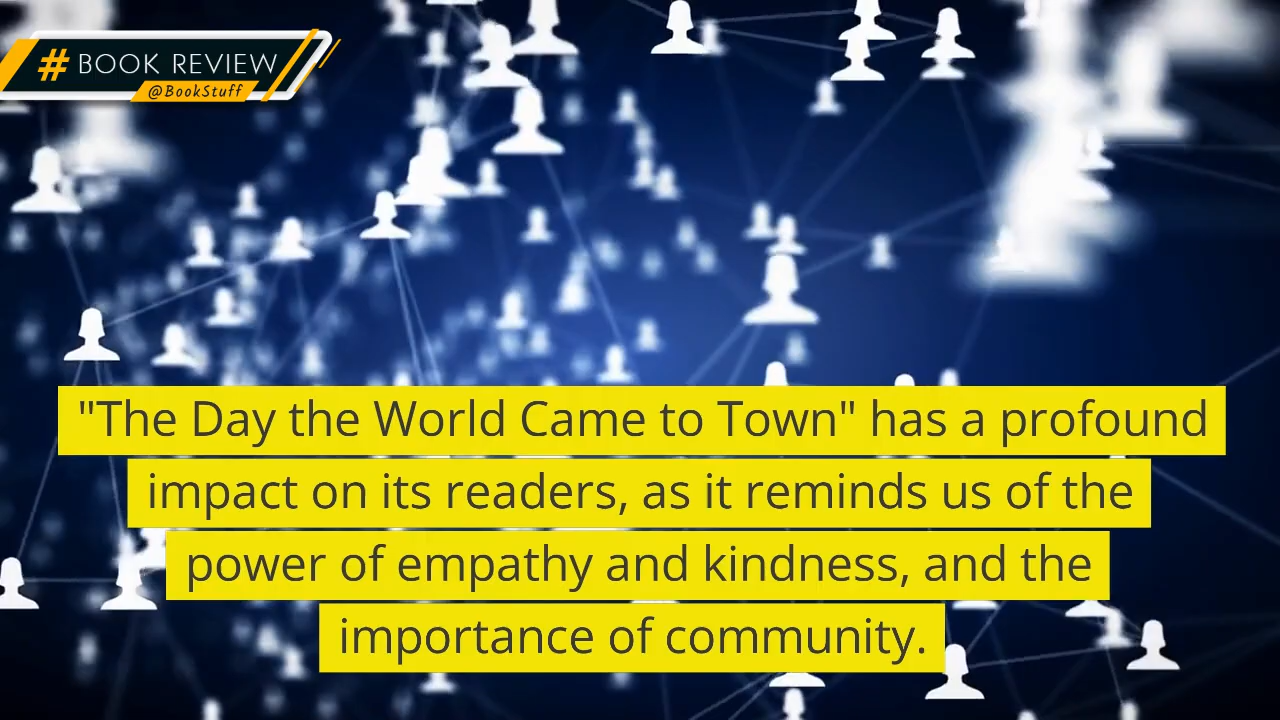 # BOOK REVIEW
@BookStuff
"The Day the World Came to Town" has a profound
impact on its readers, as it reminds us of the
power of empathy and kindness, and the
importance of community.